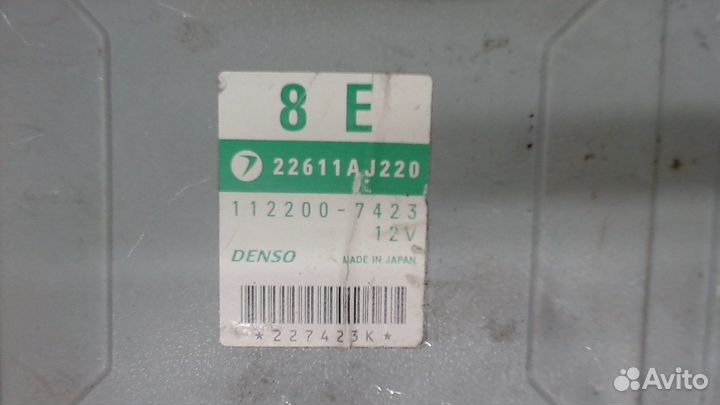 8 E
22611AJ220
112200-7423
12V
DENSO MADE IN JAPAN
*227423K*
Avito